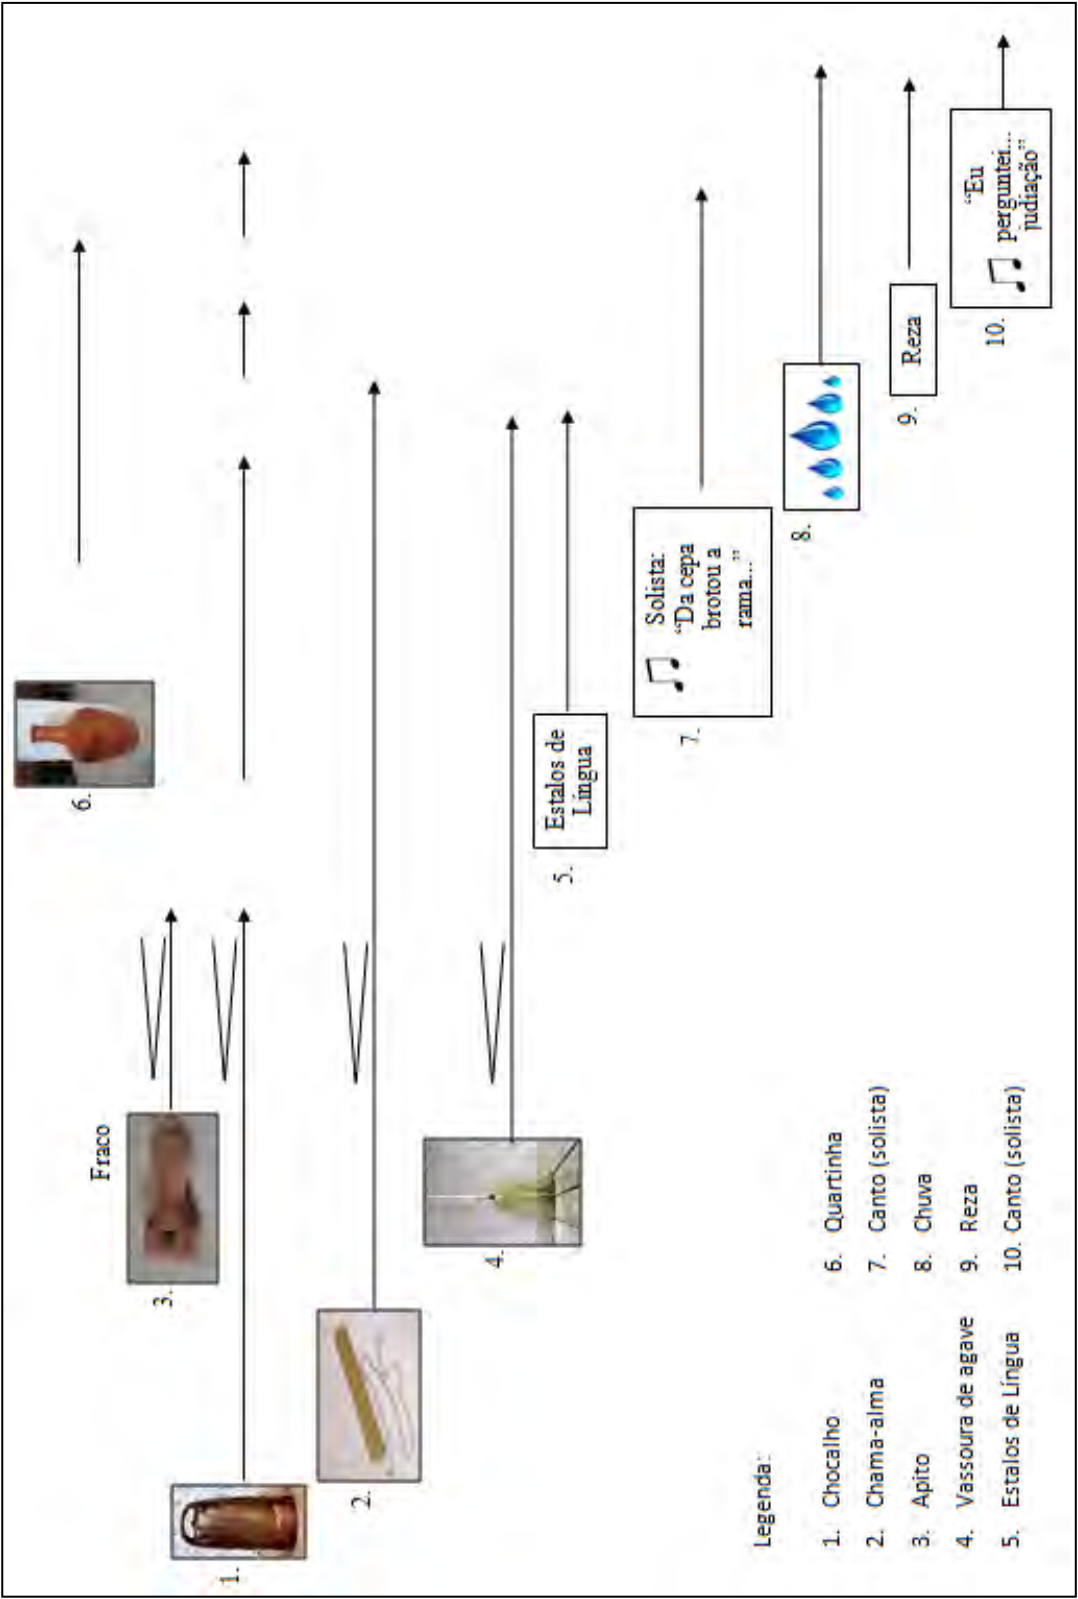 6.
Fraco
3.
1.
2.
4.
5.
Estalos de
Língua
7.
Solista:
“Da cepa
brotou a
rama...”
8.
9.
Reza
10.
“Eu
perguntei...
judiação”
Legenda:
1. Chocalho
2. Chama-alma
3. Apito
4. Vassoura de agave
5. Estalos de Língua
6. Quartinha
7. Canto (solista)
8. Chuva
9. Reza
10. Canto (solista)